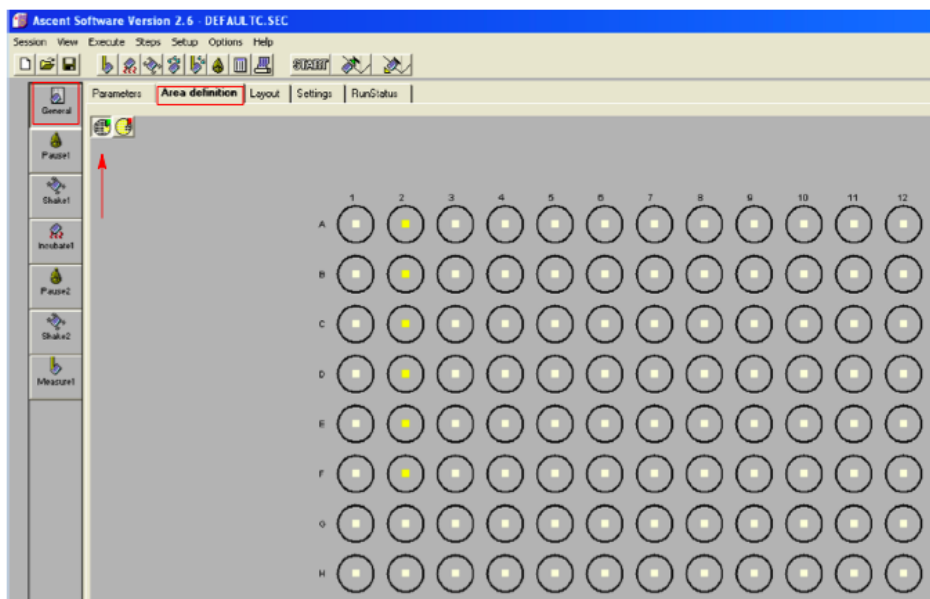 Ascent Software Version 2.6 - DEFAULTC.SEC
Session View Execute Steps Setup Options Help
START
General
Parameters Area definition Layout Settings RunStatus
Pause1
Shake1
Incubate1
Pause2
Shake2
Measure1
1 2 3 4 5 6 7 8 9 10 11 12
A
B
C
D
E
F
G
H